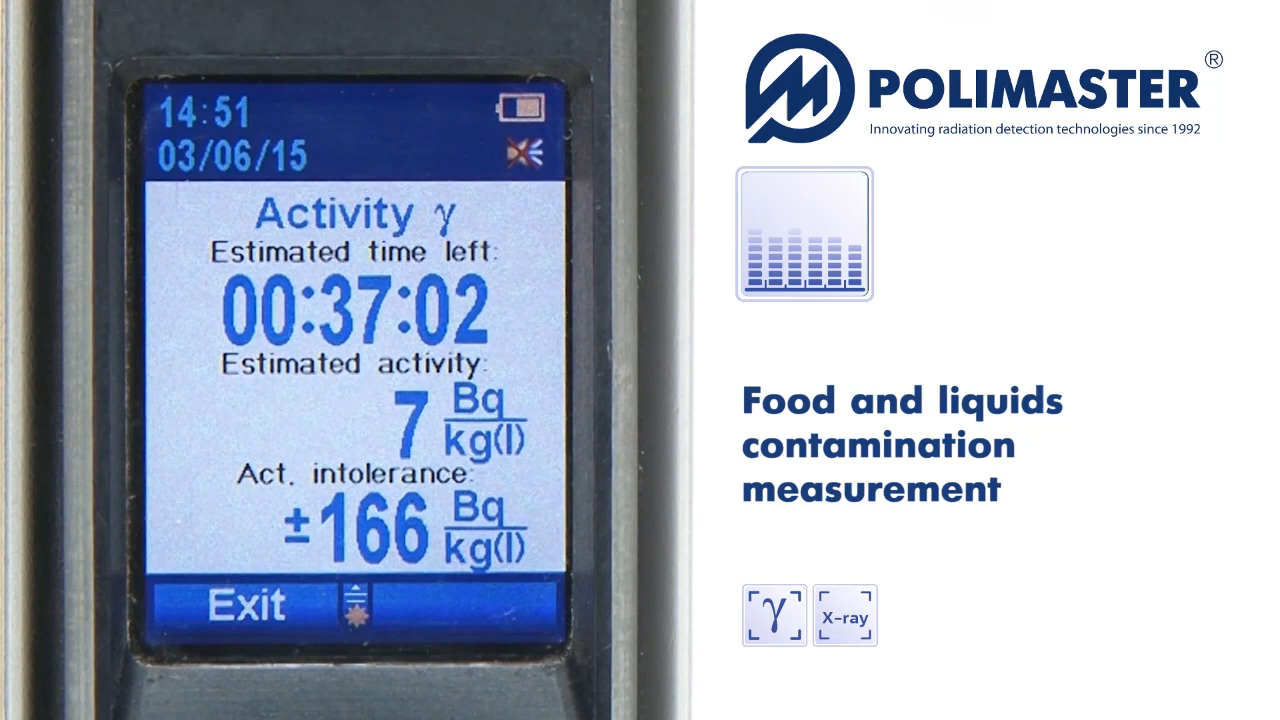 14:51
03/06/15
Activity γ
Estimated time left:
00:37:02
Estimated activity:
7 Bq/kg(l)
Act. intolerance:
±166 Bq/kg(l)
Exit
POLIMASTER®
Innovating radiation detection technologies since 1992
Food and liquids
contamination
measurement
γ
X-ray